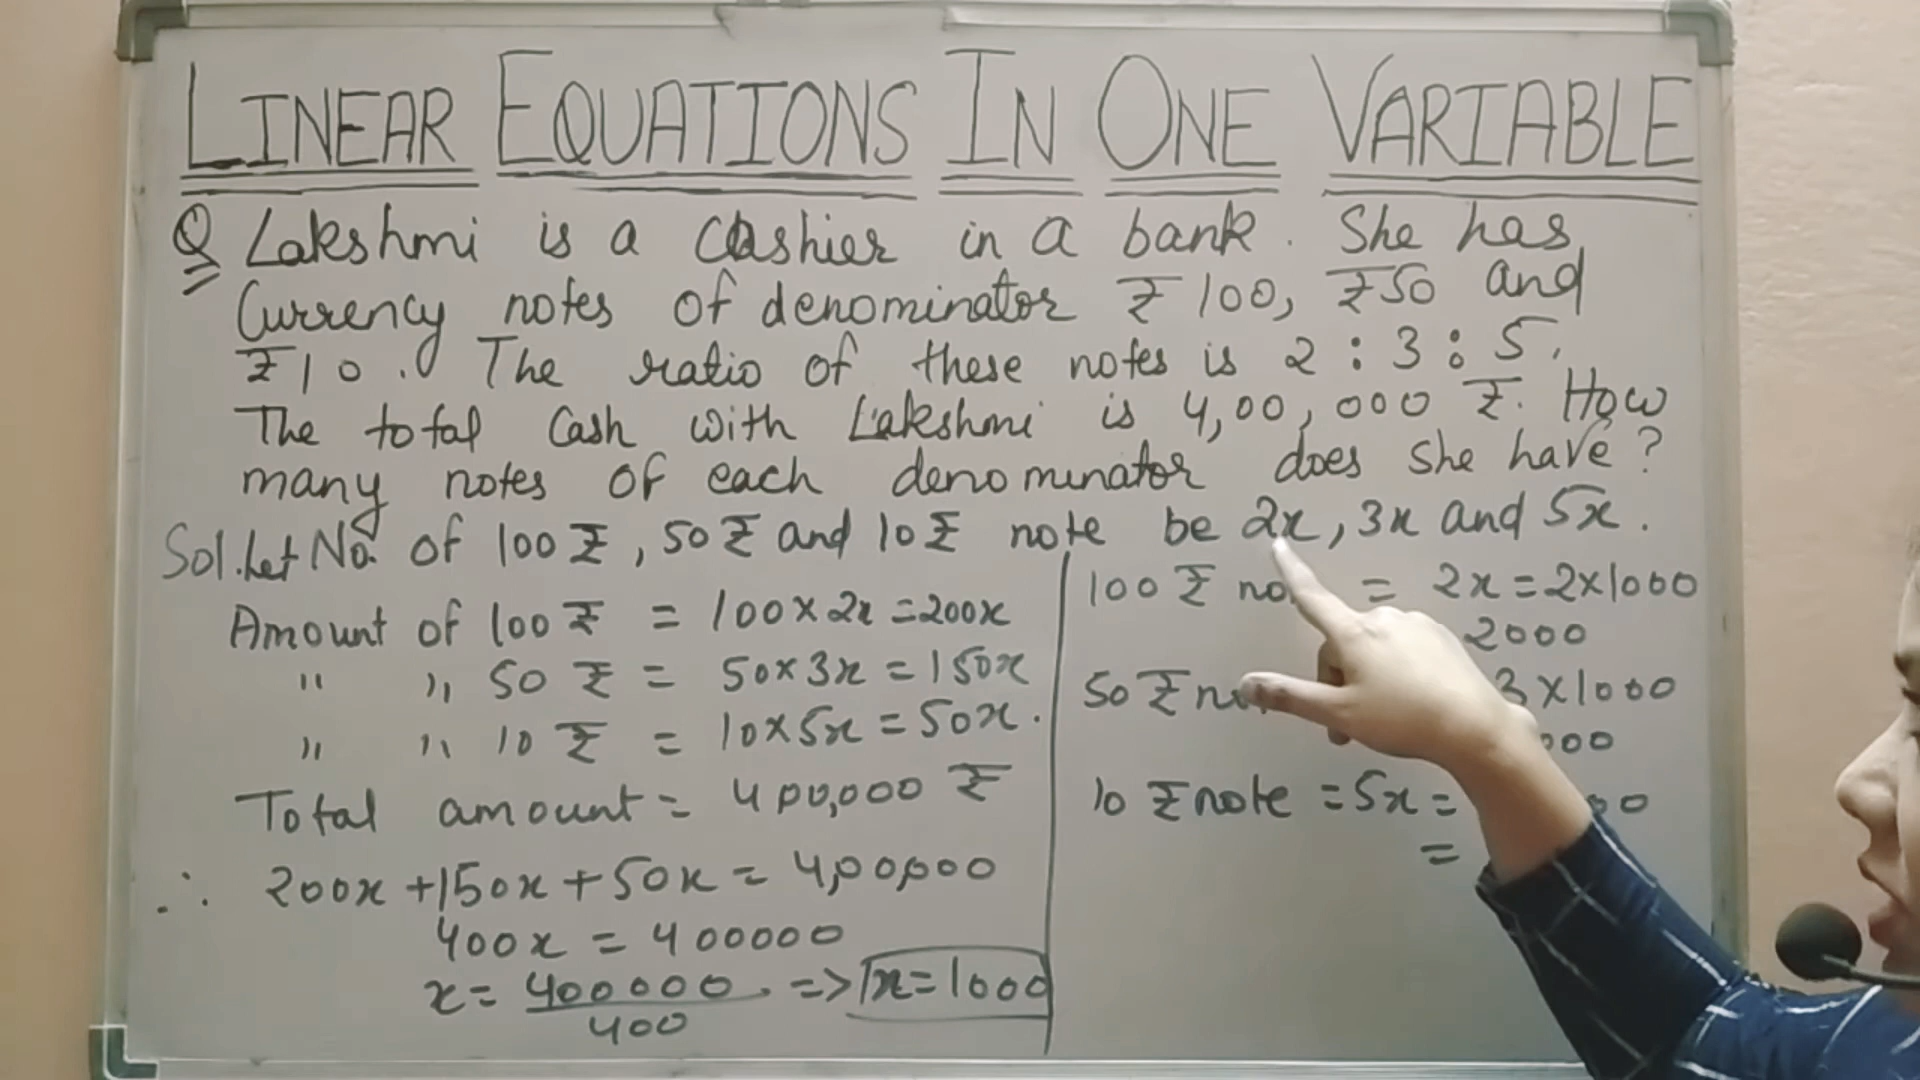 LINEAR EQUATIONS IN ONE VARIABLE
Q Lakshmi is a Cashier in a bank. She has
Currency notes of denominator ₹100, ₹50 and
₹10. The ratio of these notes is 2 : 3 : 5.
The total Cash with Lakshmi is 4,00,000 ₹. How
many notes of each denominator does she have?
Sol. Let No. of 100 ₹, 50 ₹ and 10 ₹ note be 2x, 3x and 5x.
Amount of 100 ₹ = 100 × 2x = 200x
" " 50 ₹ = 50 × 3x = 150x
" " 10 ₹ = 10 × 5x = 50x.
Total amount = 400,000 ₹
∴ 200x + 150x + 50x = 4,00,000
400x = 400000
x = 400000 / 400 => x = 1000
100 ₹ = 2x = 2×1000
2000
50 ₹ 3 × 1000
000
10 ₹ note = 5x =
=